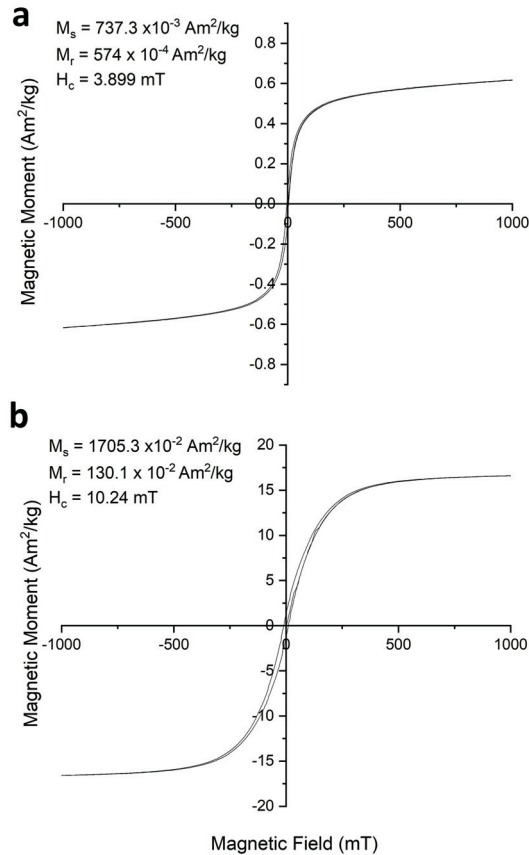 a
Mₛ = 737.3 x10⁻³ Am²/kg
Mᵣ = 574 x 10⁻⁴ Am²/kg
H꜀ = 3.899 mT
Magnetic Moment (Am²/kg)
0.8
0.6
0.4
0.2
0.0
-0.2
-0.4
-0.6
-0.8
-1000 -500 0 500 1000
b
Mₛ = 1705.3 x10⁻² Am²/kg
Mᵣ = 130.1 x 10⁻² Am²/kg
H꜀ = 10.24 mT
Magnetic Moment (Am²/kg)
20
15
10
5
0
-5
-10
-15
-20
-1000 -500 0 500 1000
Magnetic Field (mT)